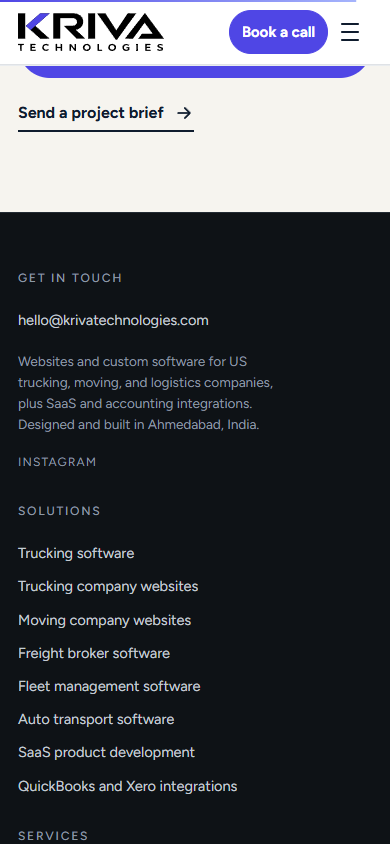 KRIVA
TECHNOLOGIES
Book a call
Send a project brief →
GET IN TOUCH
hello@krivatechnologies.com
Websites and custom software for US
trucking, moving, and logistics companies,
plus SaaS and accounting integrations.
Designed and built in Ahmedabad, India.
INSTAGRAM
SOLUTIONS
Trucking software
Trucking company websites
Moving company websites
Freight broker software
Fleet management software
Auto transport software
SaaS product development
QuickBooks and Xero integrations
SERVICES